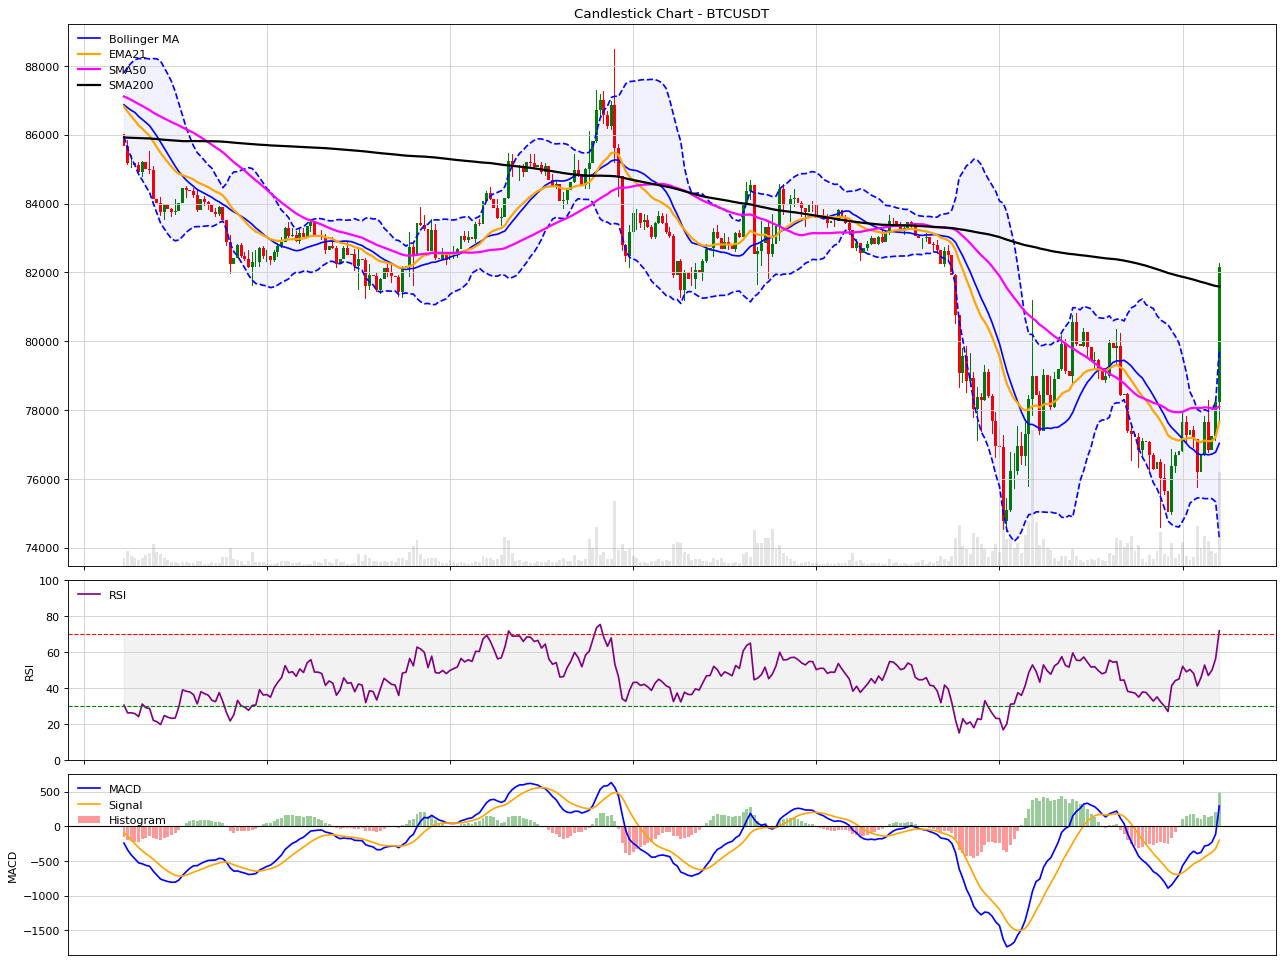 Candlestick Chart - BTCUSDT
Bollinger MA
EMA21
SMA50
SMA200
88000
86000
84000
82000
80000
78000
76000
74000
RSI
100
80
60
40
20
0
RSI
MACD
Signal
Histogram
500
0
−500
−1000
−1500
MACD